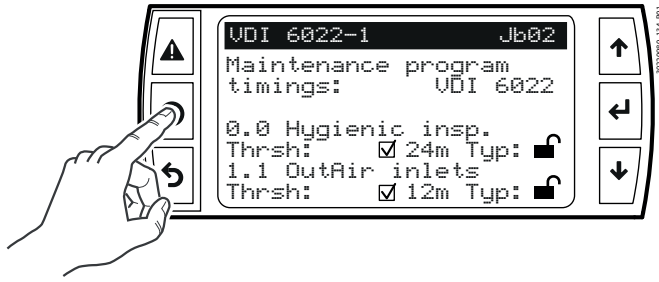 VDI 6022-1 Jb02
Maintenance program
timings: VDI 6022
0.0 Hygienic insp.
Thrsh: ☑ 24m Typ:
1.1 OutAir inlets
Thrsh: ☑ 12m Typ: